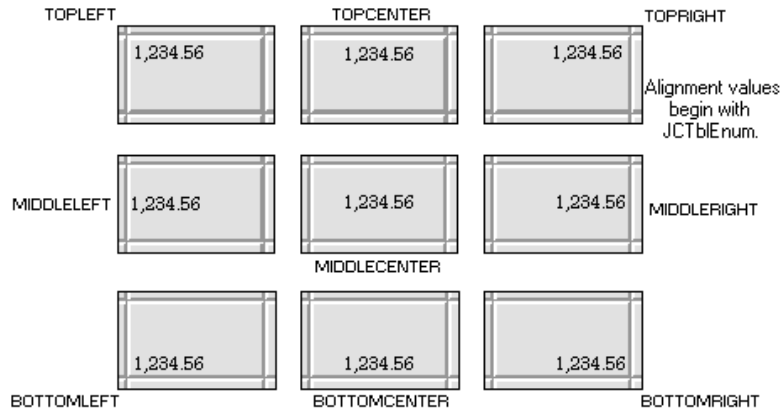 TOPLEFT
TOPCENTER
TOPRIGHT
1,234.56
1,234.56
1,234.56
Alignment values
begin with
JCTblEnum.
MIDDLELEFT
1,234.56
1,234.56
1,234.56
MIDDLERIGHT
MIDDLECENTER
1,234.56
1,234.56
1,234.56
BOTTOMLEFT
BOTTOMCENTER
BOTTOMRIGHT